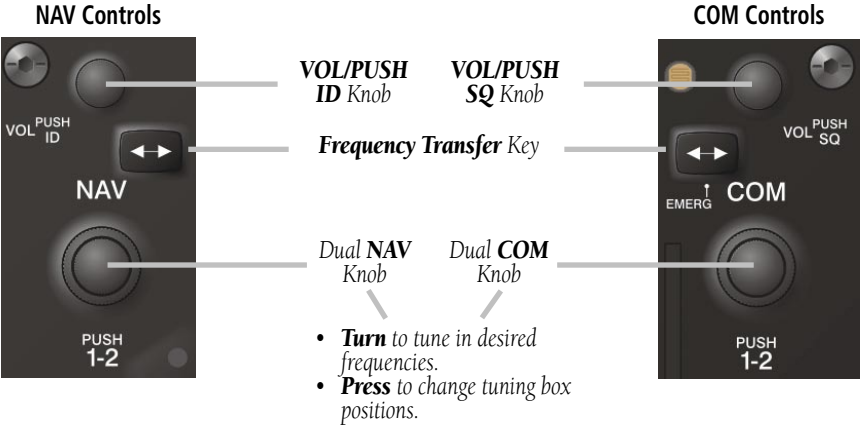 NAV Controls
COM Controls
VOL/PUSH
ID Knob
VOL/PUSH
SQ Knob
VOL PUSH
ID
VOL PUSH
SQ
Frequency Transfer Key
NAV
EMERG
COM
Dual NAV
Knob
Dual COM
Knob
PUSH
1-2
PUSH
1-2
• Turn to tune in desired
frequencies.
• Press to change tuning box
positions.